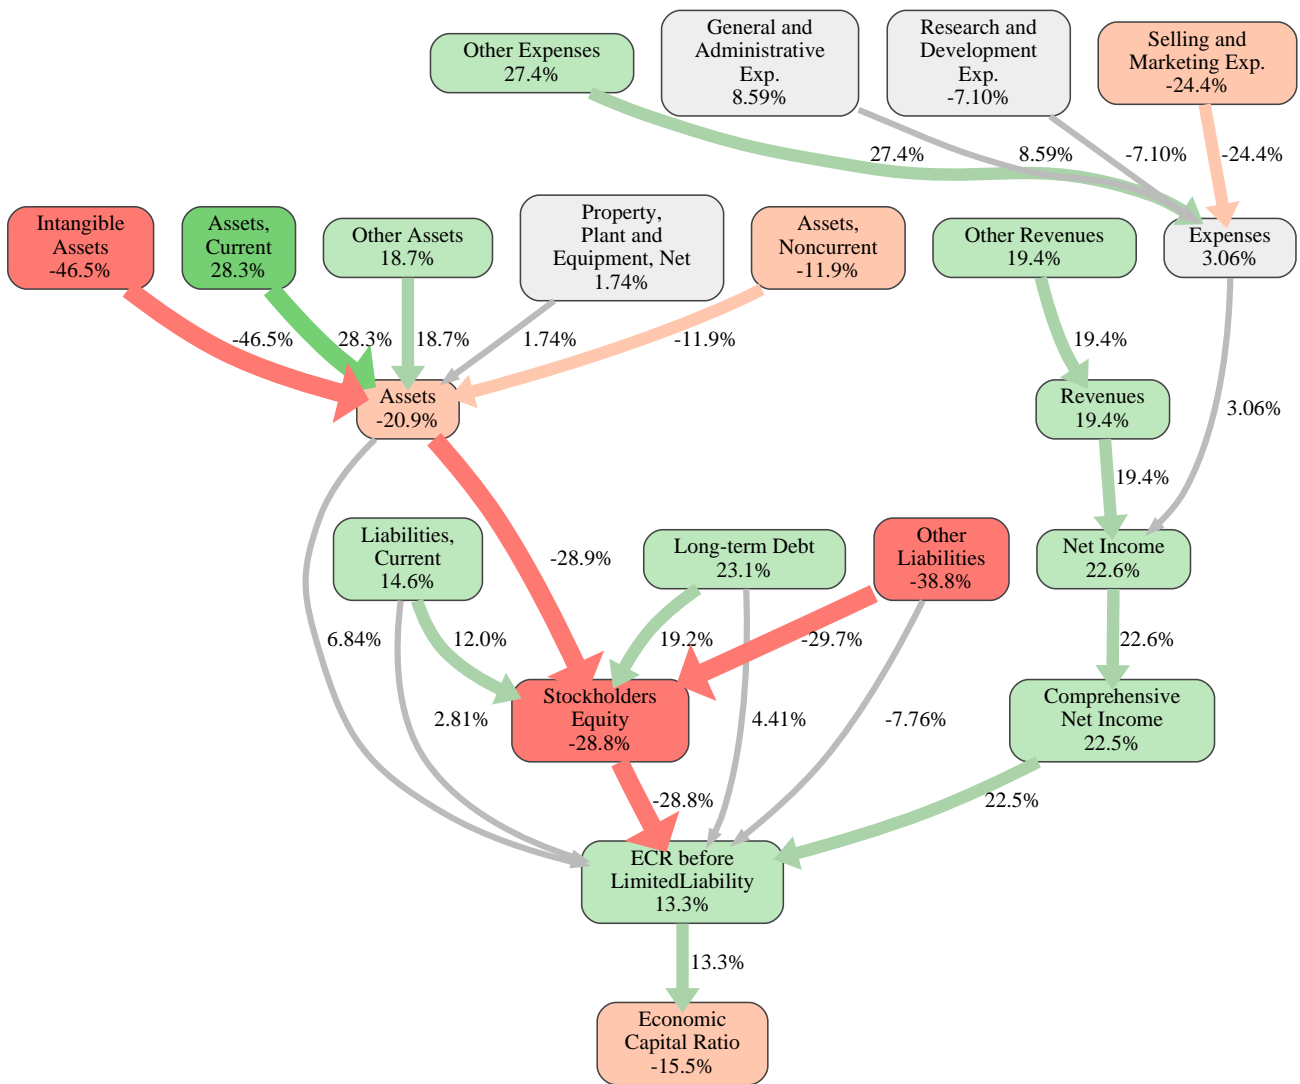 Other Expenses
27.4%
General and
Administrative
Exp.
8.59%
Research and
Development
Exp.
-7.10%
Selling and
Marketing Exp.
-24.4%
27.4%
8.59%
-7.10%
-24.4%
Intangible
Assets
-46.5%
Assets,
Current
28.3%
Other Assets
18.7%
Property,
Plant and
Equipment, Net
1.74%
Assets,
Noncurrent
-11.9%
Other Revenues
19.4%
Expenses
3.06%
-46.5%
28.3%
18.7%
1.74%
-11.9%
19.4%
Assets
-20.9%
Revenues
19.4%
3.06%
19.4%
Liabilities,
Current
14.6%
-28.9%
Long-term Debt
23.1%
Other
Liabilities
-38.8%
Net Income
22.6%
6.84%
12.0%
19.2%
-29.7%
22.6%
2.81%
Stockholders
Equity
-28.8%
4.41%
-7.76%
Comprehensive
Net Income
22.5%
-28.8%
22.5%
ECR before
LimitedLiability
13.3%
13.3%
Economic
Capital Ratio
-15.5%